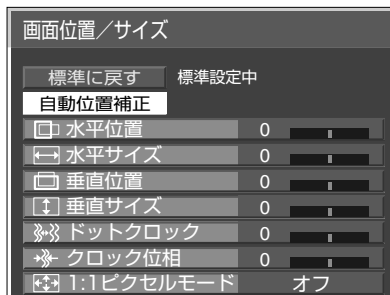 画面位置／サイズ
標準に戻す 標準設定中
自動位置補正
水平位置 0
水平サイズ 0
垂直位置 0
垂直サイズ 0
ドットクロック 0
クロック位相 0
1:1ピクセルモード オフ